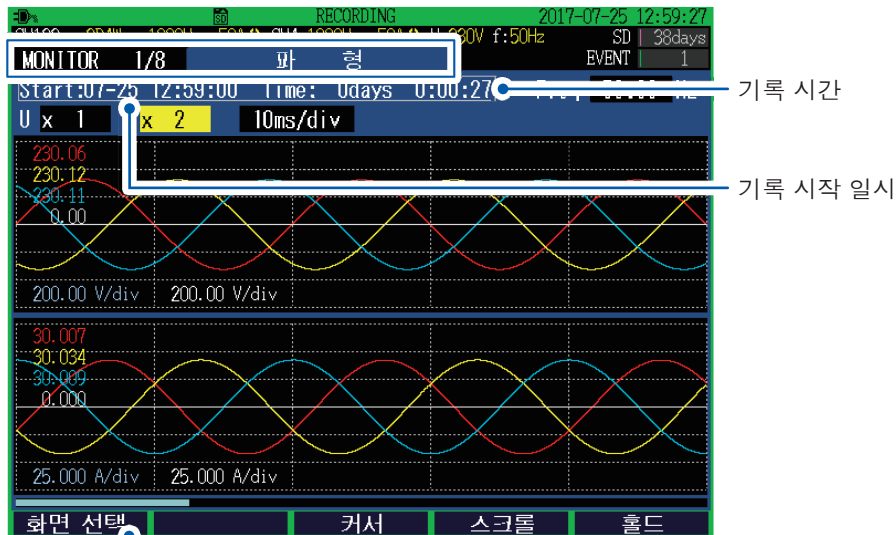 SD RECORDING 2017-07-25 12:59:27
f:50Hz SD 38days
MONITOR 1/8 파 형 EVENT 1
Start:07-25 12:59:00 Time: 0days 0:00:27
기록 시간
U x 1 x 2 10ms/div
기록 시작 일시
230.06
230.12
230.11
0.00
200.00 V/div 200.00 V/div
30.007
30.034
30.009
0.000
25.000 A/div 25.000 A/div
화면 선택 커서 스크롤 홀드